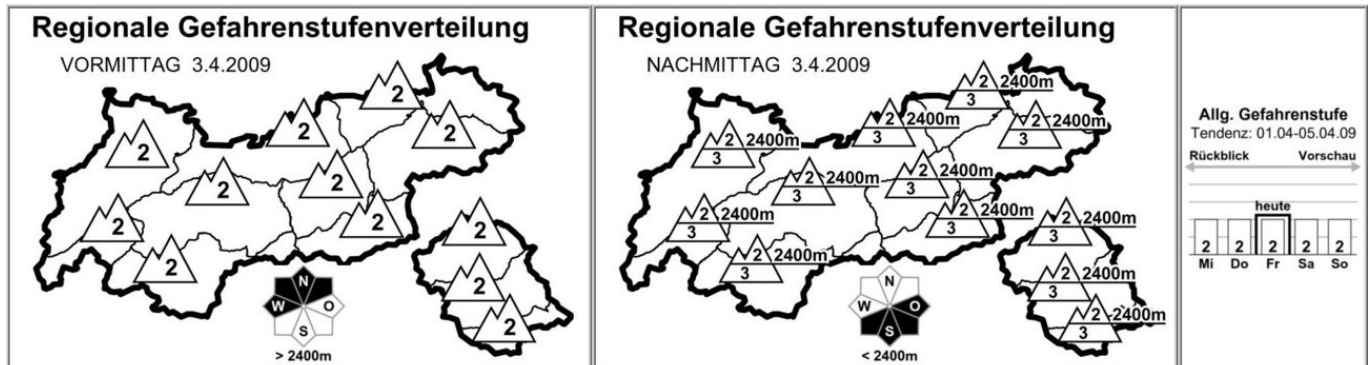 Regionale Gefahrenstufenverteilung
VORMITTAG 3.4.2009
2
2
2
2
2
2
2
2
2
2
2
2
N
W O
S
> 2400m
Regionale Gefahrenstufenverteilung
NACHMITTAG 3.4.2009
2 2400m
3
2 2400m
3
2 2400m
3
2 2400m
3
2 2400m
3
2 2400m
3
2 2400m
3
2 2400m
3
2 2400m
3
2 2400m
3
2 2400m
3
2 2400m
3
N
W O
S
< 2400m
Allg. Gefahrenstufe
Tendenz: 01.04-05.04.09
Rückblick Vorschau
heute
2 2 2 2 2
Mi Do Fr Sa So